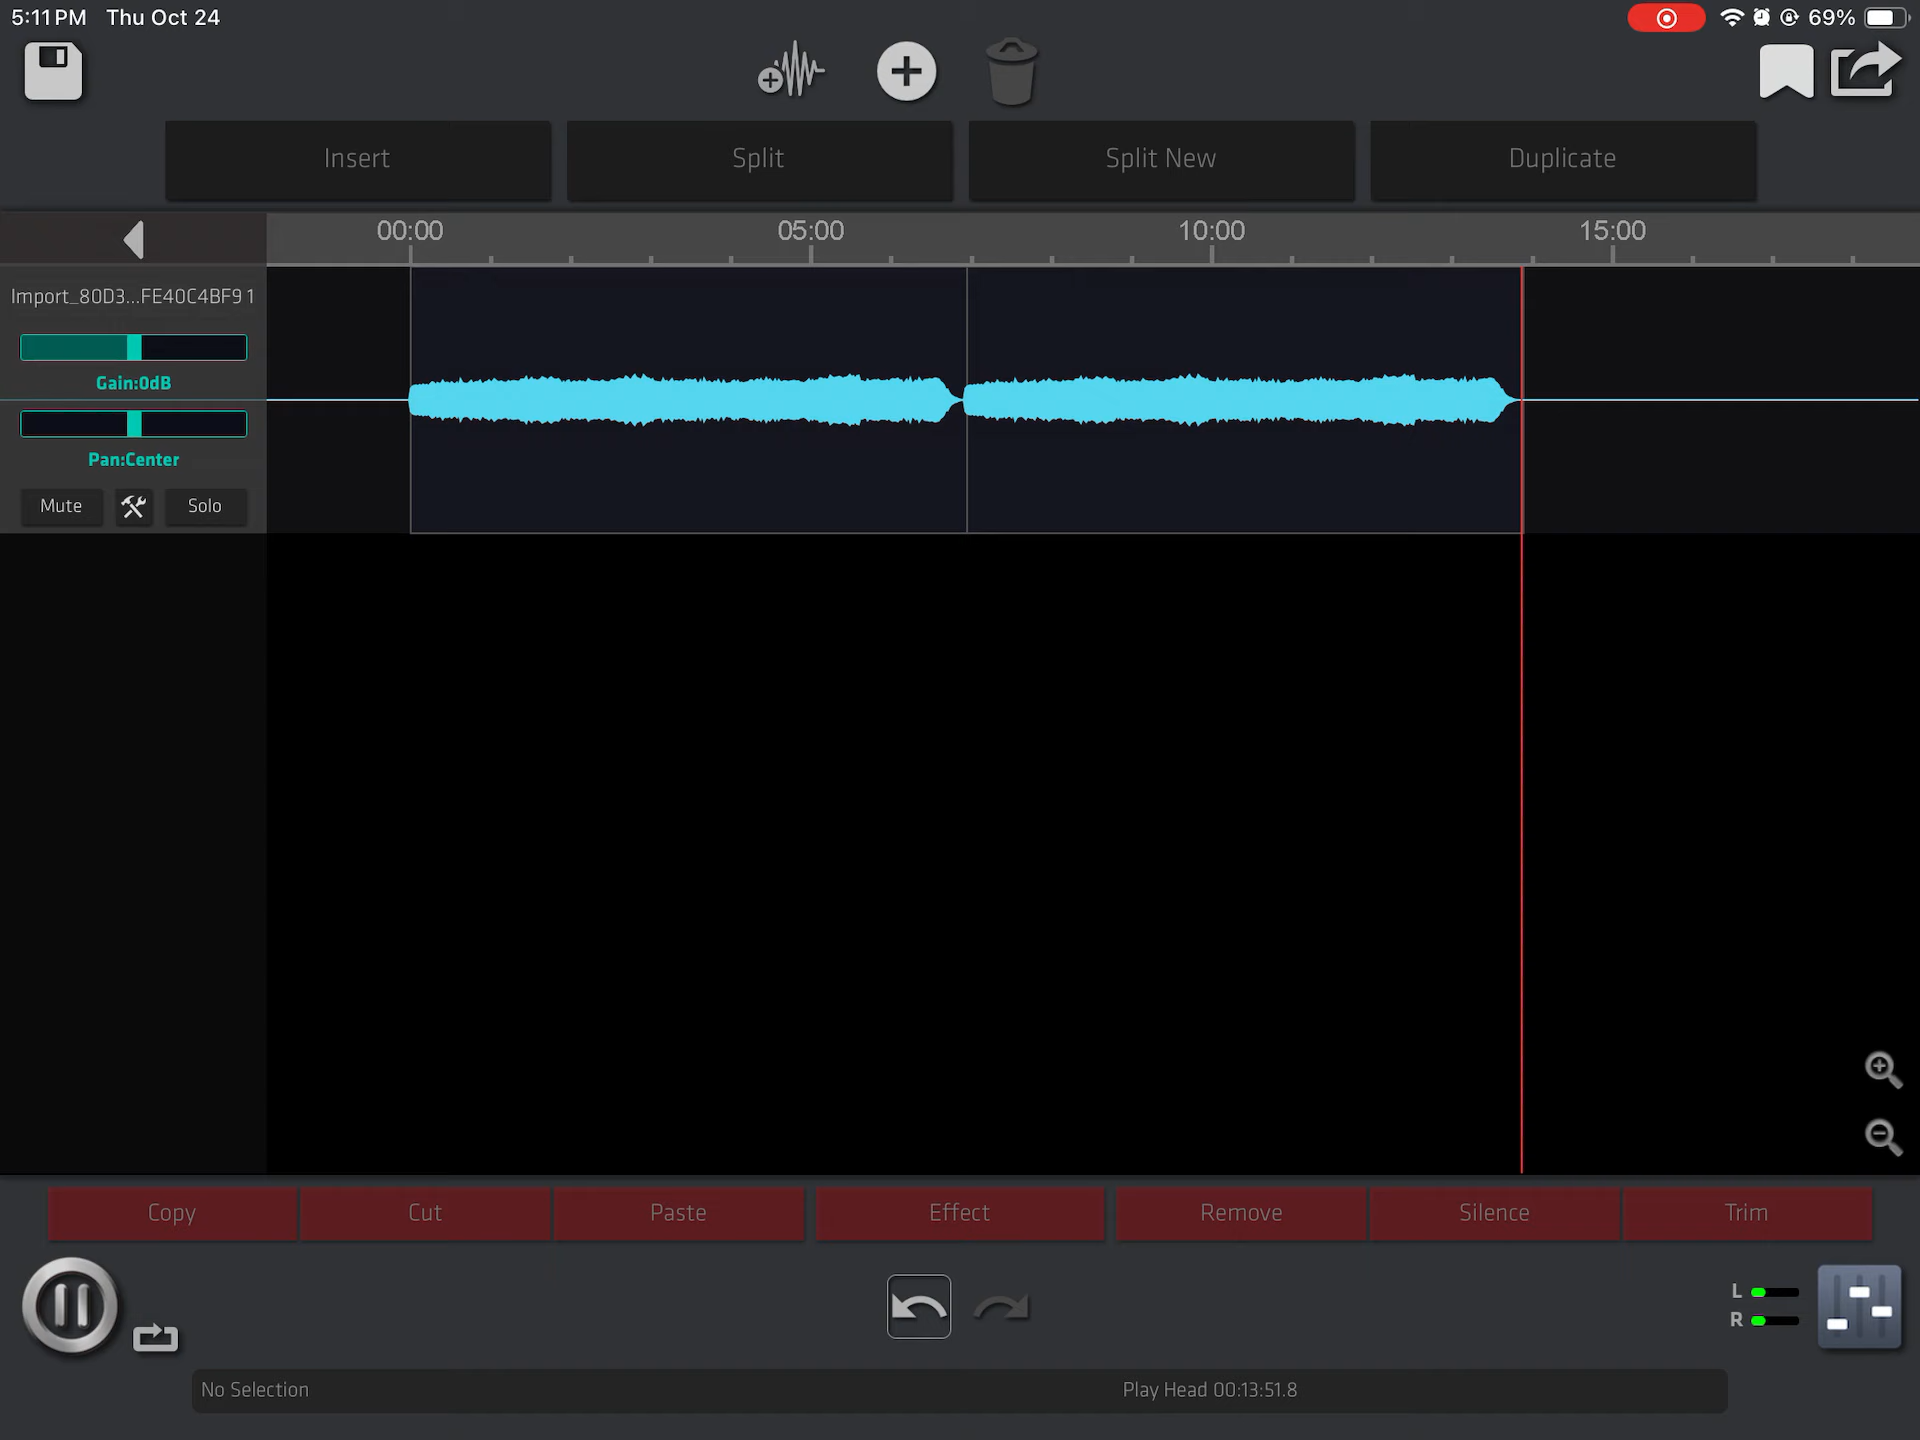 5:11 PM Thu Oct 24
69%
Insert Split Split New Duplicate
00:00 05:00 10:00 15:00
Import_80D3...FE40C4BF9 1
Gain:0dB
Pan:Center
Mute Solo
Copy Cut Paste Effect Remove Silence Trim
L
R
No Selection Play Head 00:13:51.8